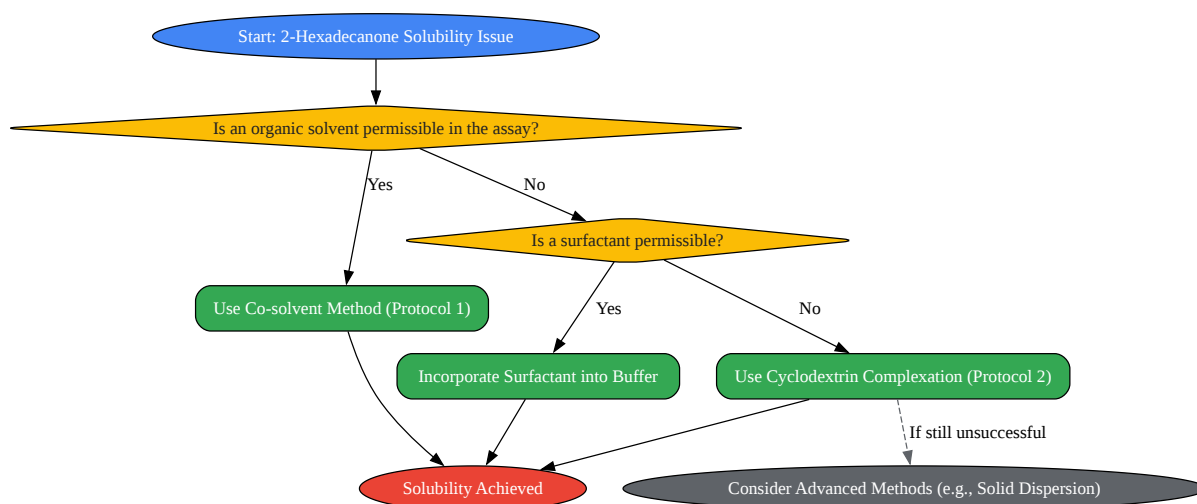 Start: 2-Hexadecanone Solubility Issue
Is an organic solvent permissible in the assay?
Yes
No
Is a surfactant permissible?
Use Co-solvent Method (Protocol 1)
Yes
No
Incorporate Surfactant into Buffer
Use Cyclodextrin Complexation (Protocol 2)
If still unsuccessful
Solubility Achieved
Consider Advanced Methods (e.g., Solid Dispersion)